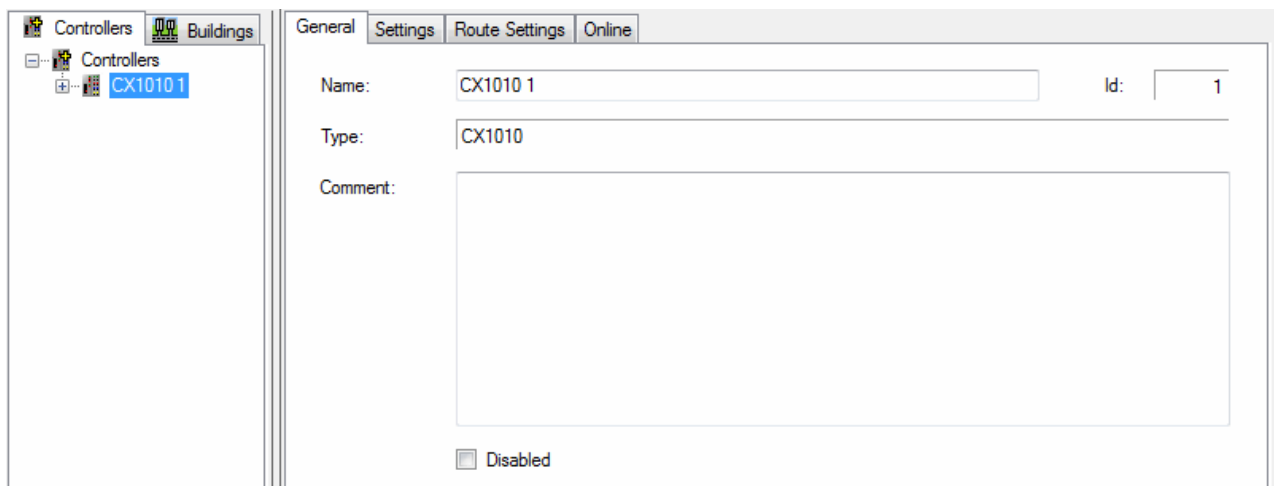 Controllers
Buildings
Controllers
CX1010 1
General Settings Route Settings Online
Name: CX1010 1 Id: 1
Type: CX1010
Comment:
Disabled